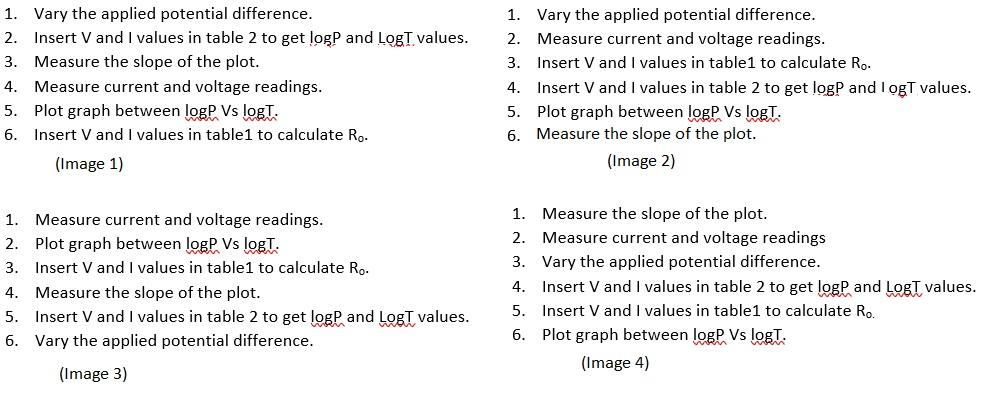 1. Vary the applied potential difference.
2. Insert V and I values in table 2 to get logP and LogT values.
3. Measure the slope of the plot.
4. Measure current and voltage readings.
5. Plot graph between logP Vs logT.
6. Insert V and I values in table1 to calculate R₀.
(Image 1)
1. Vary the applied potential difference.
2. Measure current and voltage readings.
3. Insert V and I values in table1 to calculate R₀.
4. Insert V and I values in table 2 to get logP and l ogT values.
5. Plot graph between logP Vs logT.
6. Measure the slope of the plot.
(Image 2)
1. Measure current and voltage readings.
2. Plot graph between logP Vs logT.
3. Insert V and I values in table1 to calculate R₀.
4. Measure the slope of the plot.
5. Insert V and I values in table 2 to get logP and LogT values.
6. Vary the applied potential difference.
(Image 3)
1. Measure the slope of the plot.
2. Measure current and voltage readings
3. Vary the applied potential difference.
4. Insert V and I values in table 2 to get logP and LogT values.
5. Insert V and I values in table1 to calculate R₀.
6. Plot graph between logP Vs logT.
(Image 4)